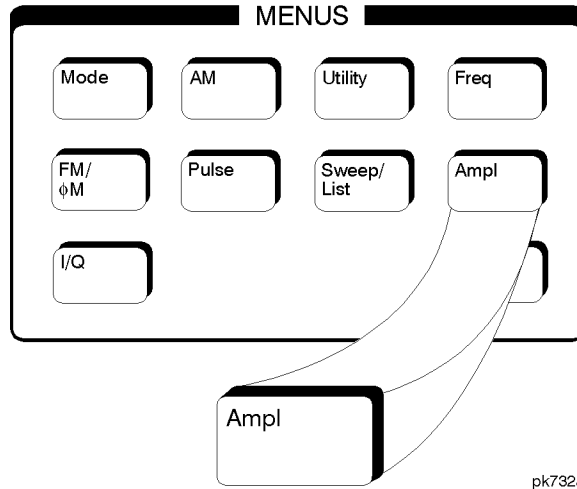 MENUS
Mode
AM
Utility
Freq
FM/
ϕM
Pulse
Sweep/
List
Ampl
I/Q
Ampl